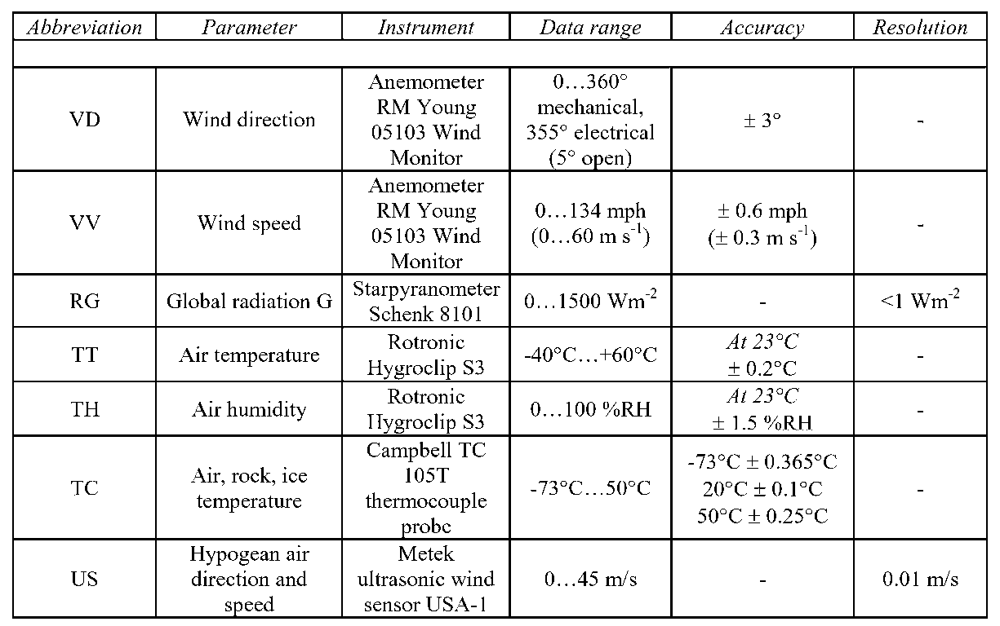 Abbreviation Parameter Instrument Data range Accuracy Resolution
VD
Wind direction
Anemometer
RM Young
05103 Wind
Monitor
0…360°
mechanical,
355° electrical
(5° open)
± 3°
-
VV
Wind speed
Anemometer
RM Young
05103 Wind
Monitor
0…134 mph
(0…60 m s⁻¹)
± 0.6 mph
(± 0.3 m s⁻¹)
-
RG
Global radiation G
Starpyranometer
Schenk 8101
0…1500 Wm⁻²
-
<1 Wm⁻²
TT
Air temperature
Rotronic
Hygroclip S3
-40°C…+60°C
At 23°C
± 0.2°C
-
TH
Air humidity
Rotronic
Hygroclip S3
0…100 %RH
At 23°C
± 1.5 %RH
-
TC
Air, rock, ice
temperature
Campbell TC
105T
thermocouple
probe
-73°C…50°C
-73°C ± 0.365°C
20°C ± 0.1°C
50°C ± 0.25°C
-
US
Hypogean air
direction and
speed
Metek
ultrasonic wind
sensor USA-1
0…45 m/s
-
0.01 m/s